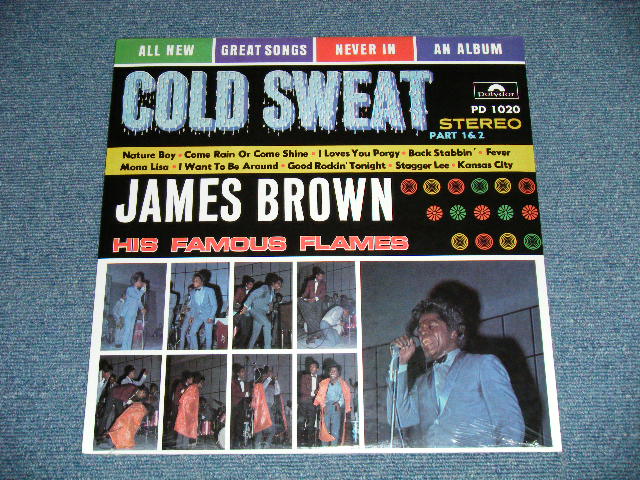 ALL NEW GREAT SONGS NEVER IN AN ALBUM
COLD SWEAT
polydor
PD 1020
STEREO
PART 1 & 2
Nature Boy • Come Rain Or Come Shine • I Loves You Porgy • Back Stabbin' • Fever
Mona Lisa • I Want To Be Around • Good Rockin' Tonight • Stagger Lee • Kansas City
JAMES BROWN
HIS FAMOUS FLAMES